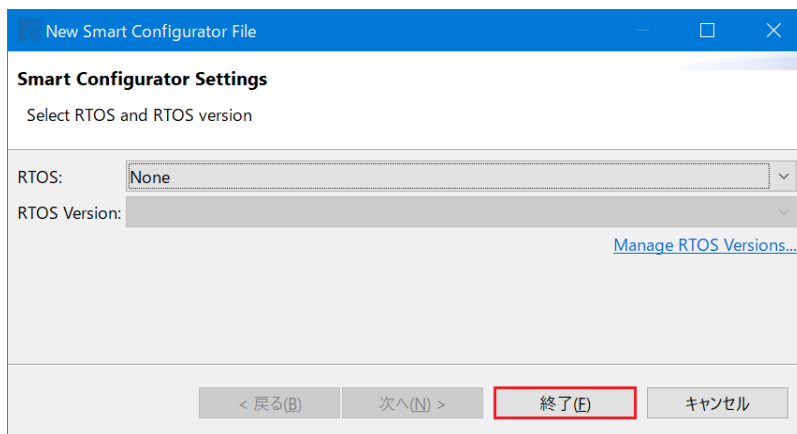 New Smart Configurator File
Smart Configurator Settings
Select RTOS and RTOS version
RTOS: None
RTOS Version:
Manage RTOS Versions...
< 戻る(B) 次へ(N) > 終了(F) キャンセル